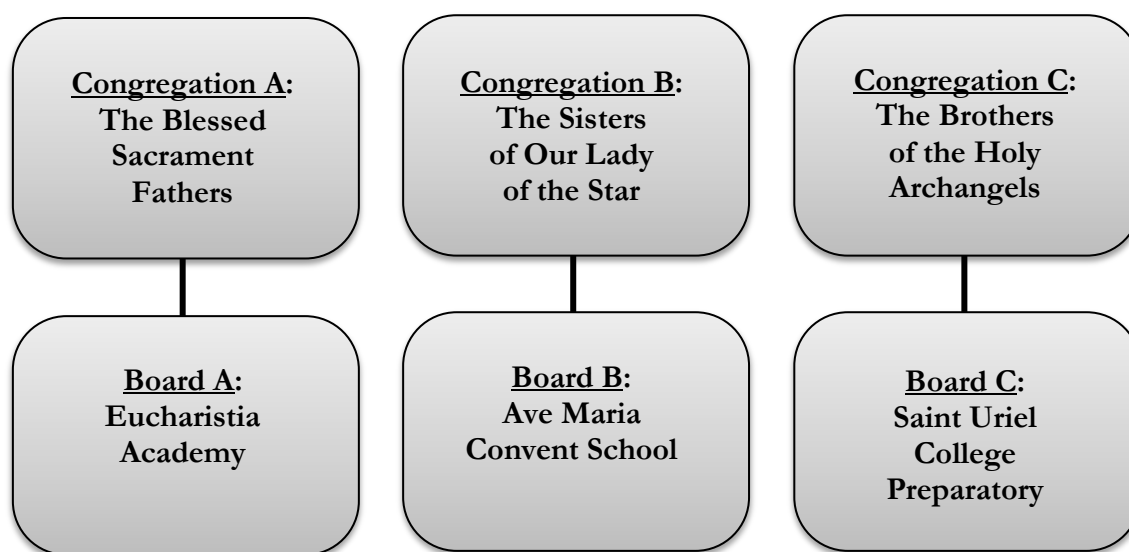 Congregation A:
The Blessed
Sacrament
Fathers
Congregation B:
The Sisters
of Our Lady
of the Star
Congregation C:
The Brothers
of the Holy
Archangels
Board A:
Eucharistia
Academy
Board B:
Ave Maria
Convent School
Board C:
Saint Uriel
College
Preparatory